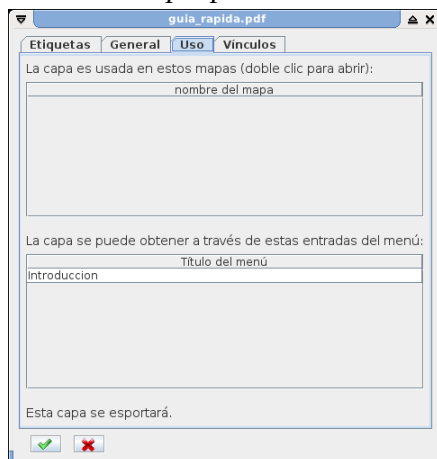 guia_rapida.pdf
Etiquetas General Uso Vínculos
La capa es usada en estos mapas (doble clic para abrir):
nombre del mapa
La capa se puede obtener a través de estas entradas del menú:
Título del menú
Introduccion
Esta capa se esportará.